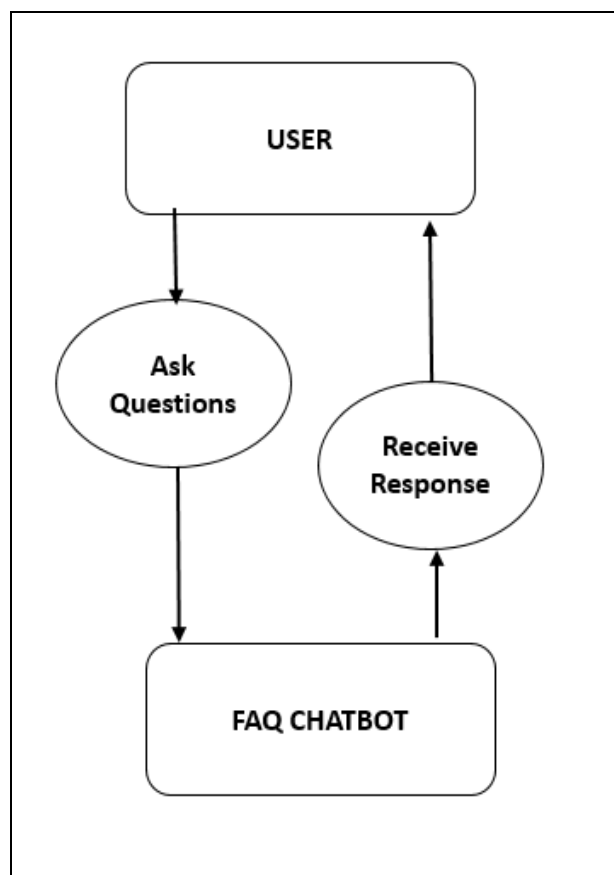 USER
Ask
Questions
Receive
Response
FAQ CHATBOT